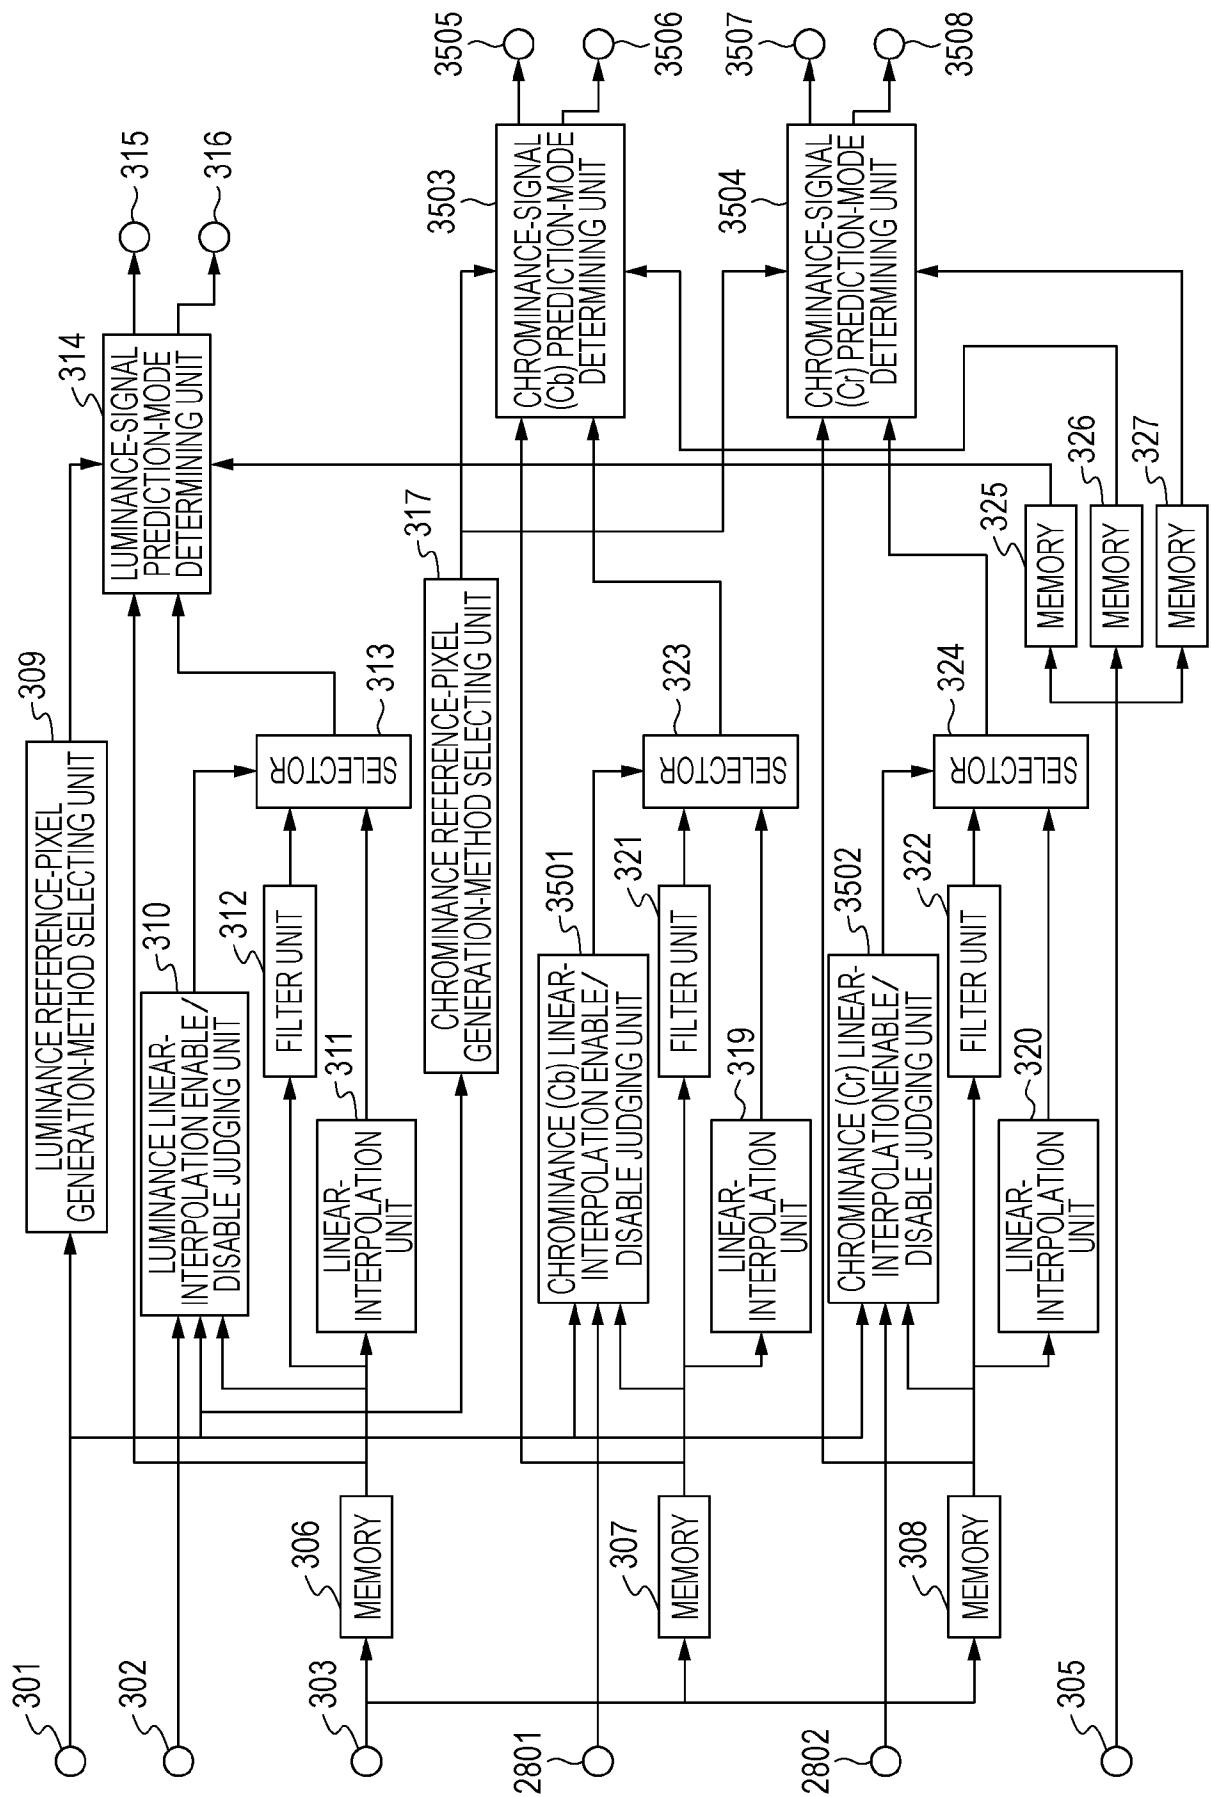 301
302
303
2801
2802
305
306
MEMORY
307
MEMORY
308
MEMORY
309
LUMINANCE REFERENCE-PIXEL
GENERATION-METHOD SELECTING UNIT
310
LUMINANCE LINEAR-
INTERPOLATION ENABLE/
DISABLE JUDGING UNIT
312
FILTER UNIT
311
LINEAR-
INTERPOLATION
UNIT
313
SELECTOR
314
LUMINANCE-SIGNAL
PREDICTION-MODE
DETERMINING UNIT
315
316
317
CHROMINANCE REFERENCE-PIXEL
GENERATION-METHOD SELECTING UNIT
3501
CHROMINANCE (Cb) LINEAR-
INTERPOLATION ENABLE/
DISABLE JUDGING UNIT
321
FILTER UNIT
319
LINEAR-
INTERPOLATION
UNIT
323
SELECTOR
3503
CHROMINANCE-SIGNAL
(Cb) PREDICTION-MODE
DETERMINING UNIT
3505
3506
3502
CHROMINANCE (Cr) LINEAR-
INTERPOLATIONENABLE/
DISABLE JUDGING UNIT
322
FILTER UNIT
320
LINEAR-
INTERPOLATION
UNIT
324
SELECTOR
3504
CHROMINANCE-SIGNAL
(Cr) PREDICTION-MODE
DETERMINING UNIT
3507
3508
325
MEMORY
326
MEMORY
327
MEMORY